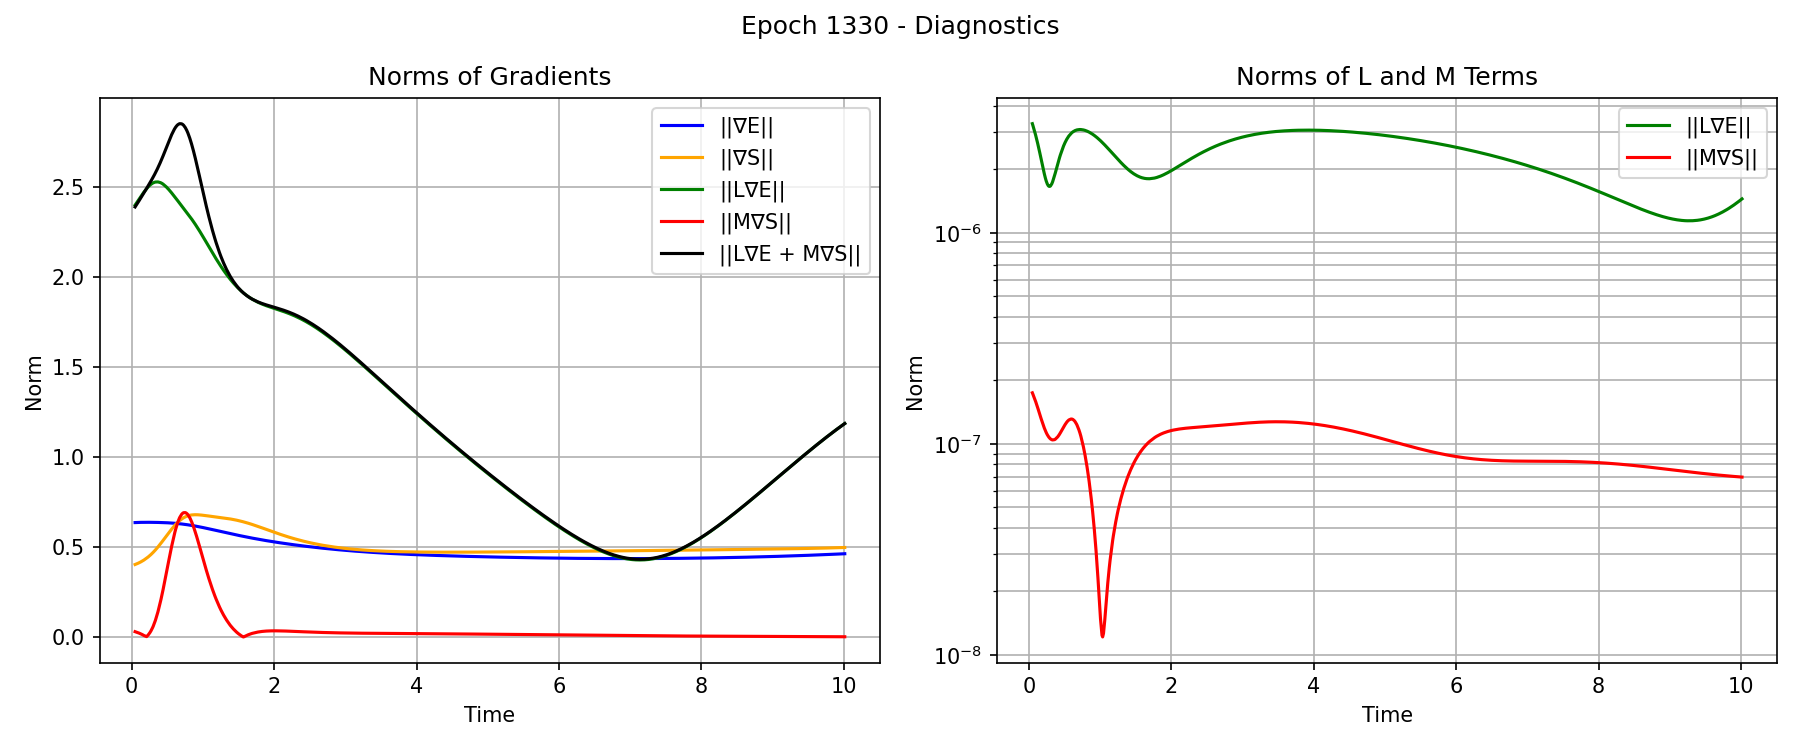 Epoch 1330 - Diagnostics
Norms of Gradients
||∇E||
||∇S||
||L∇E||
||M∇S||
||L∇E + M∇S||
2.5
2.0
1.5
1.0
0.5
0.0
Norm
0 2 4 6 8 10
Time
Norms of L and M Terms
||L∇E||
||M∇S||
10⁻⁶
10⁻⁷
10⁻⁸
Norm
0 2 4 6 8 10
Time